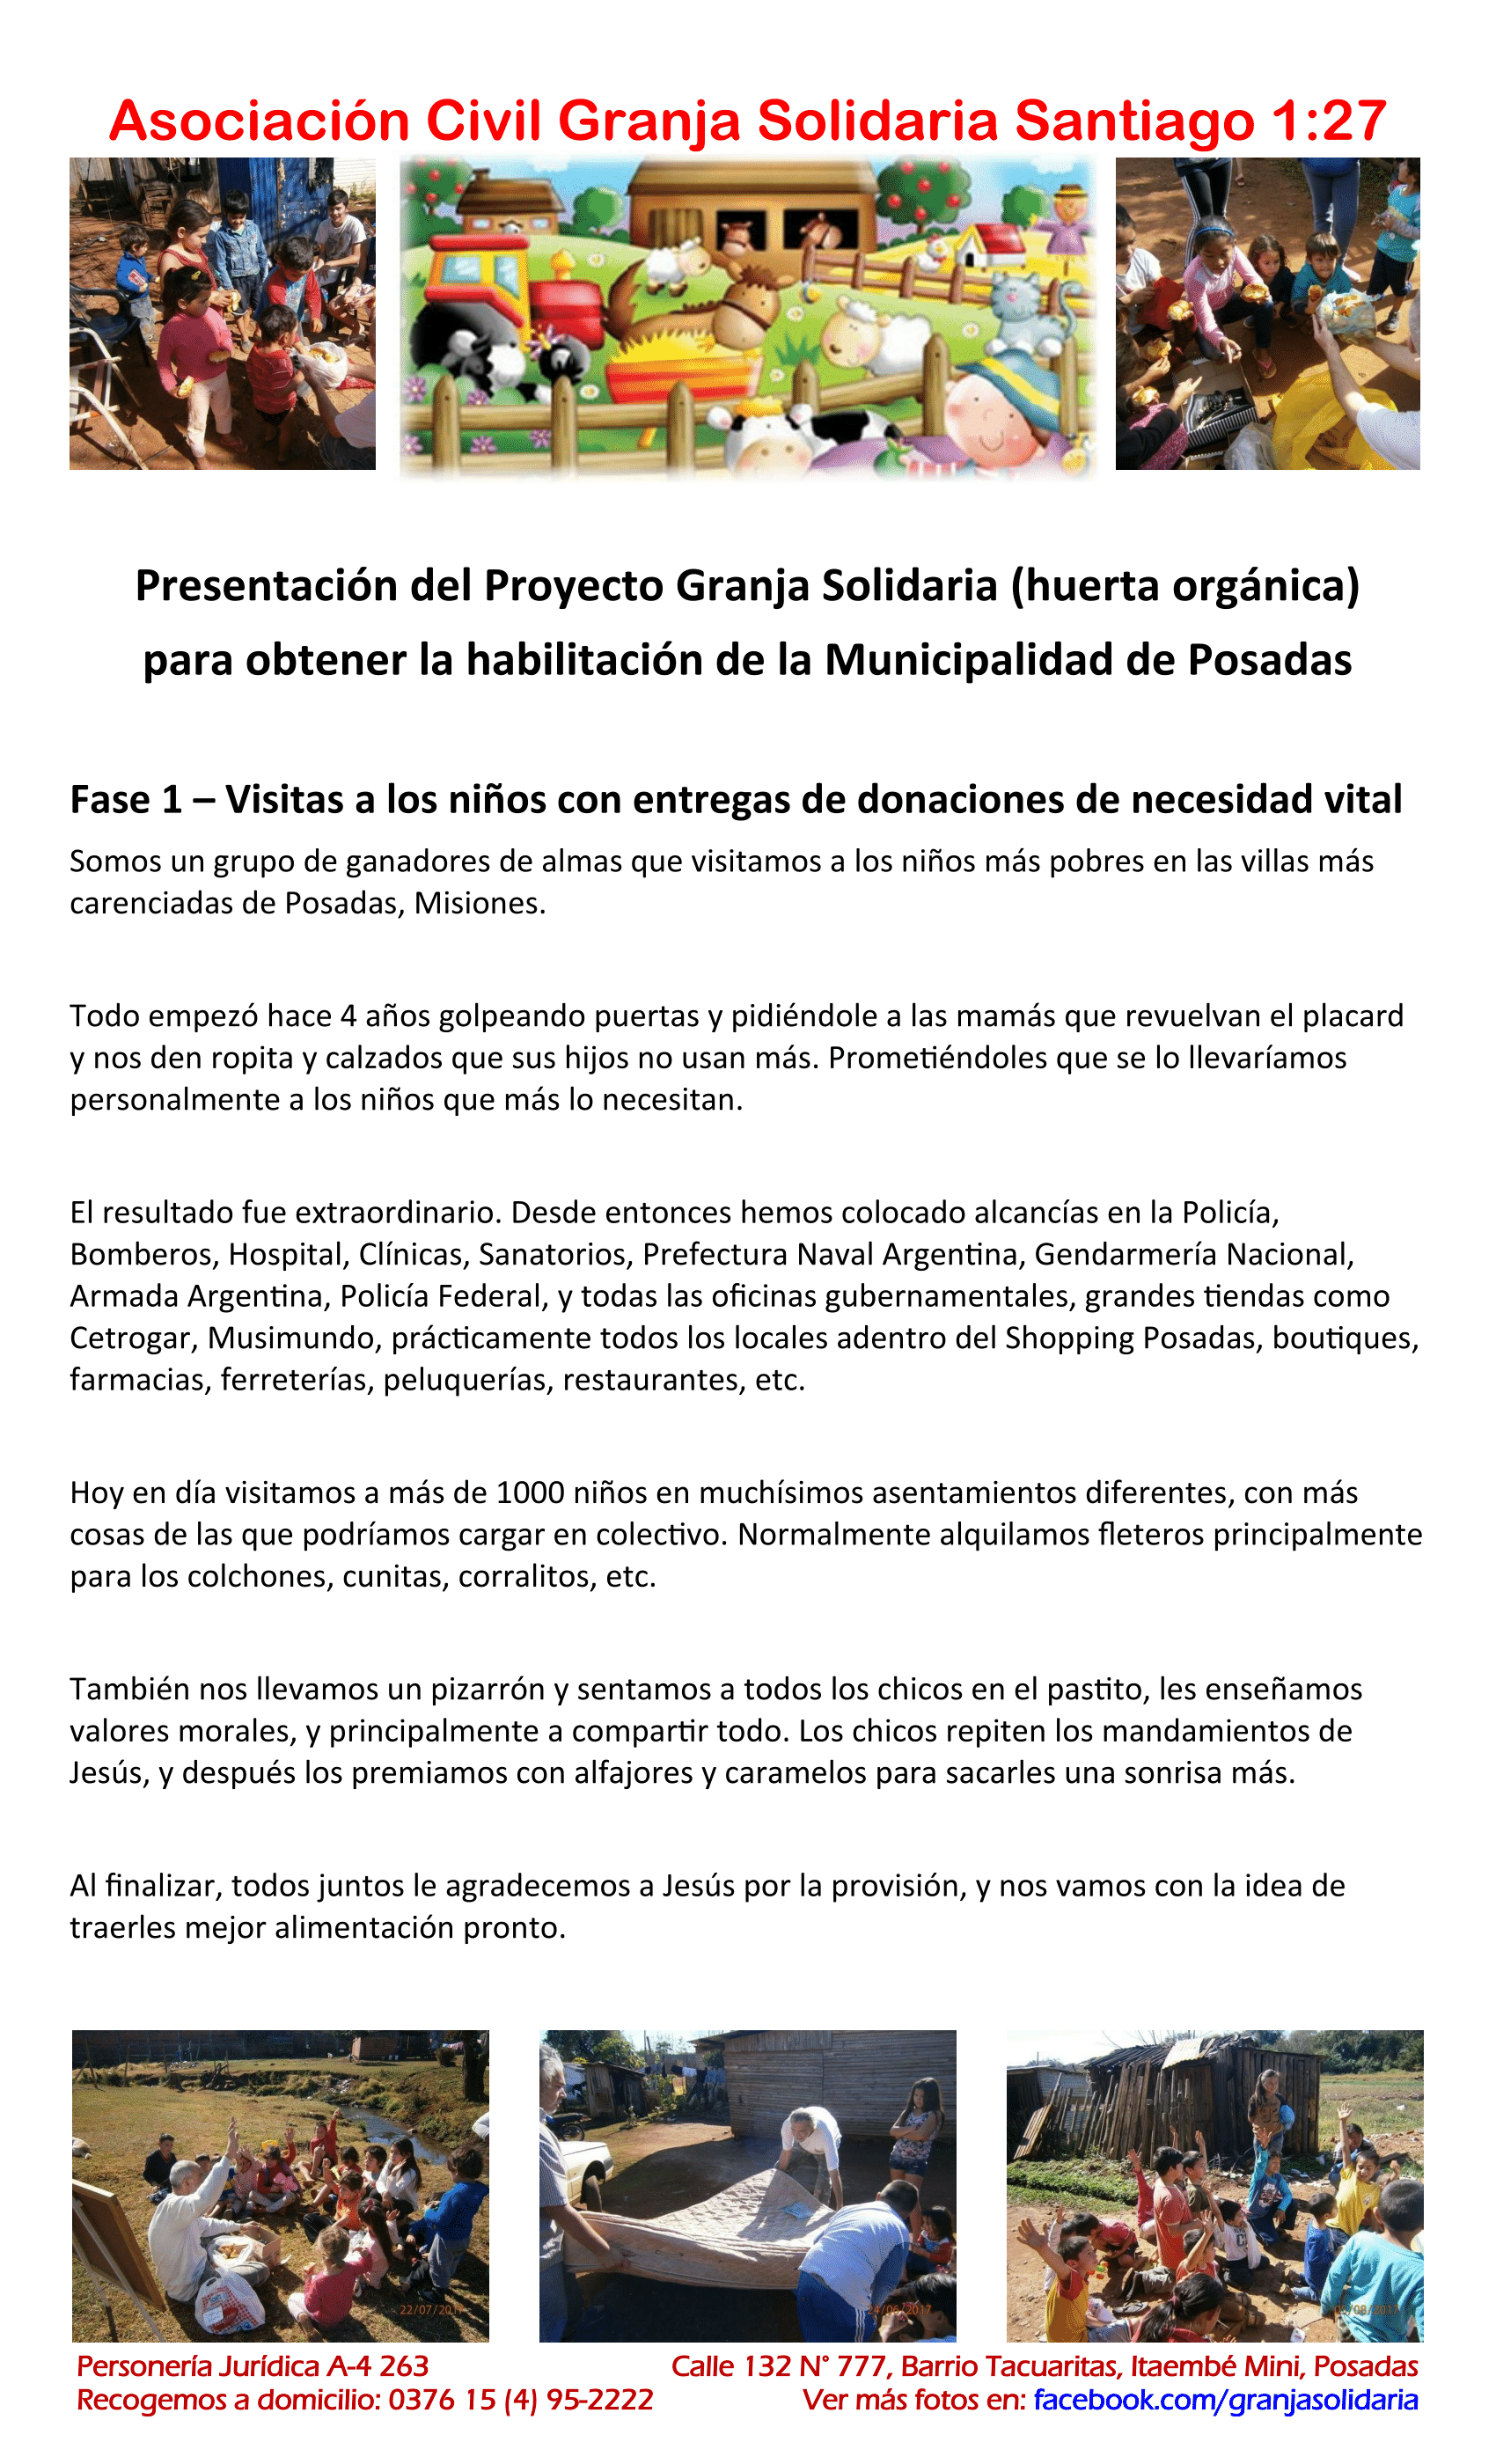 Asociación Civil Granja Solidaria Santiago 1:27
Presentación del Proyecto Granja Solidaria (huerta orgánica)
para obtener la habilitación de la Municipalidad de Posadas
Fase 1 – Visitas a los niños con entregas de donaciones de necesidad vital
Somos un grupo de ganadores de almas que visitamos a los niños más pobres en las villas más
carenciadas de Posadas, Misiones.
Todo empezó hace 4 años golpeando puertas y pidiéndole a las mamás que revuelvan el placard
y nos den ropita y calzados que sus hijos no usan más. Prometiéndoles que se lo llevaríamos
personalmente a los niños que más lo necesitan.
El resultado fue extraordinario. Desde entonces hemos colocado alcancías en la Policía,
Bomberos, Hospital, Clínicas, Sanatorios, Prefectura Naval Argentina, Gendarmería Nacional,
Armada Argentina, Policía Federal, y todas las oficinas gubernamentales, grandes tiendas como
Cetrogar, Musimundo, prácticamente todos los locales adentro del Shopping Posadas, boutiques,
farmacias, ferreterías, peluquerías, restaurantes, etc.
Hoy en día visitamos a más de 1000 niños en muchísimos asentamientos diferentes, con más
cosas de las que podríamos cargar en colectivo. Normalmente alquilamos fleteros principalmente
para los colchones, cunitas, corralitos, etc.
También nos llevamos un pizarrón y sentamos a todos los chicos en el pastito, les enseñamos
valores morales, y principalmente a compartir todo. Los chicos repiten los mandamientos de
Jesús, y después los premiamos con alfajores y caramelos para sacarles una sonrisa más.
Al finalizar, todos juntos le agradecemos a Jesús por la provisión, y nos vamos con la idea de
traerles mejor alimentación pronto.
22/07/2017
24/06/2017
/08/2017
Personería Jurídica A-4 263
Calle 132 N° 777, Barrio Tacuaritas, Itaembé Mini, Posadas
Recogemos a domicilio: 0376 15 (4) 95-2222
Ver más fotos en: facebook.com/granjasolidaria